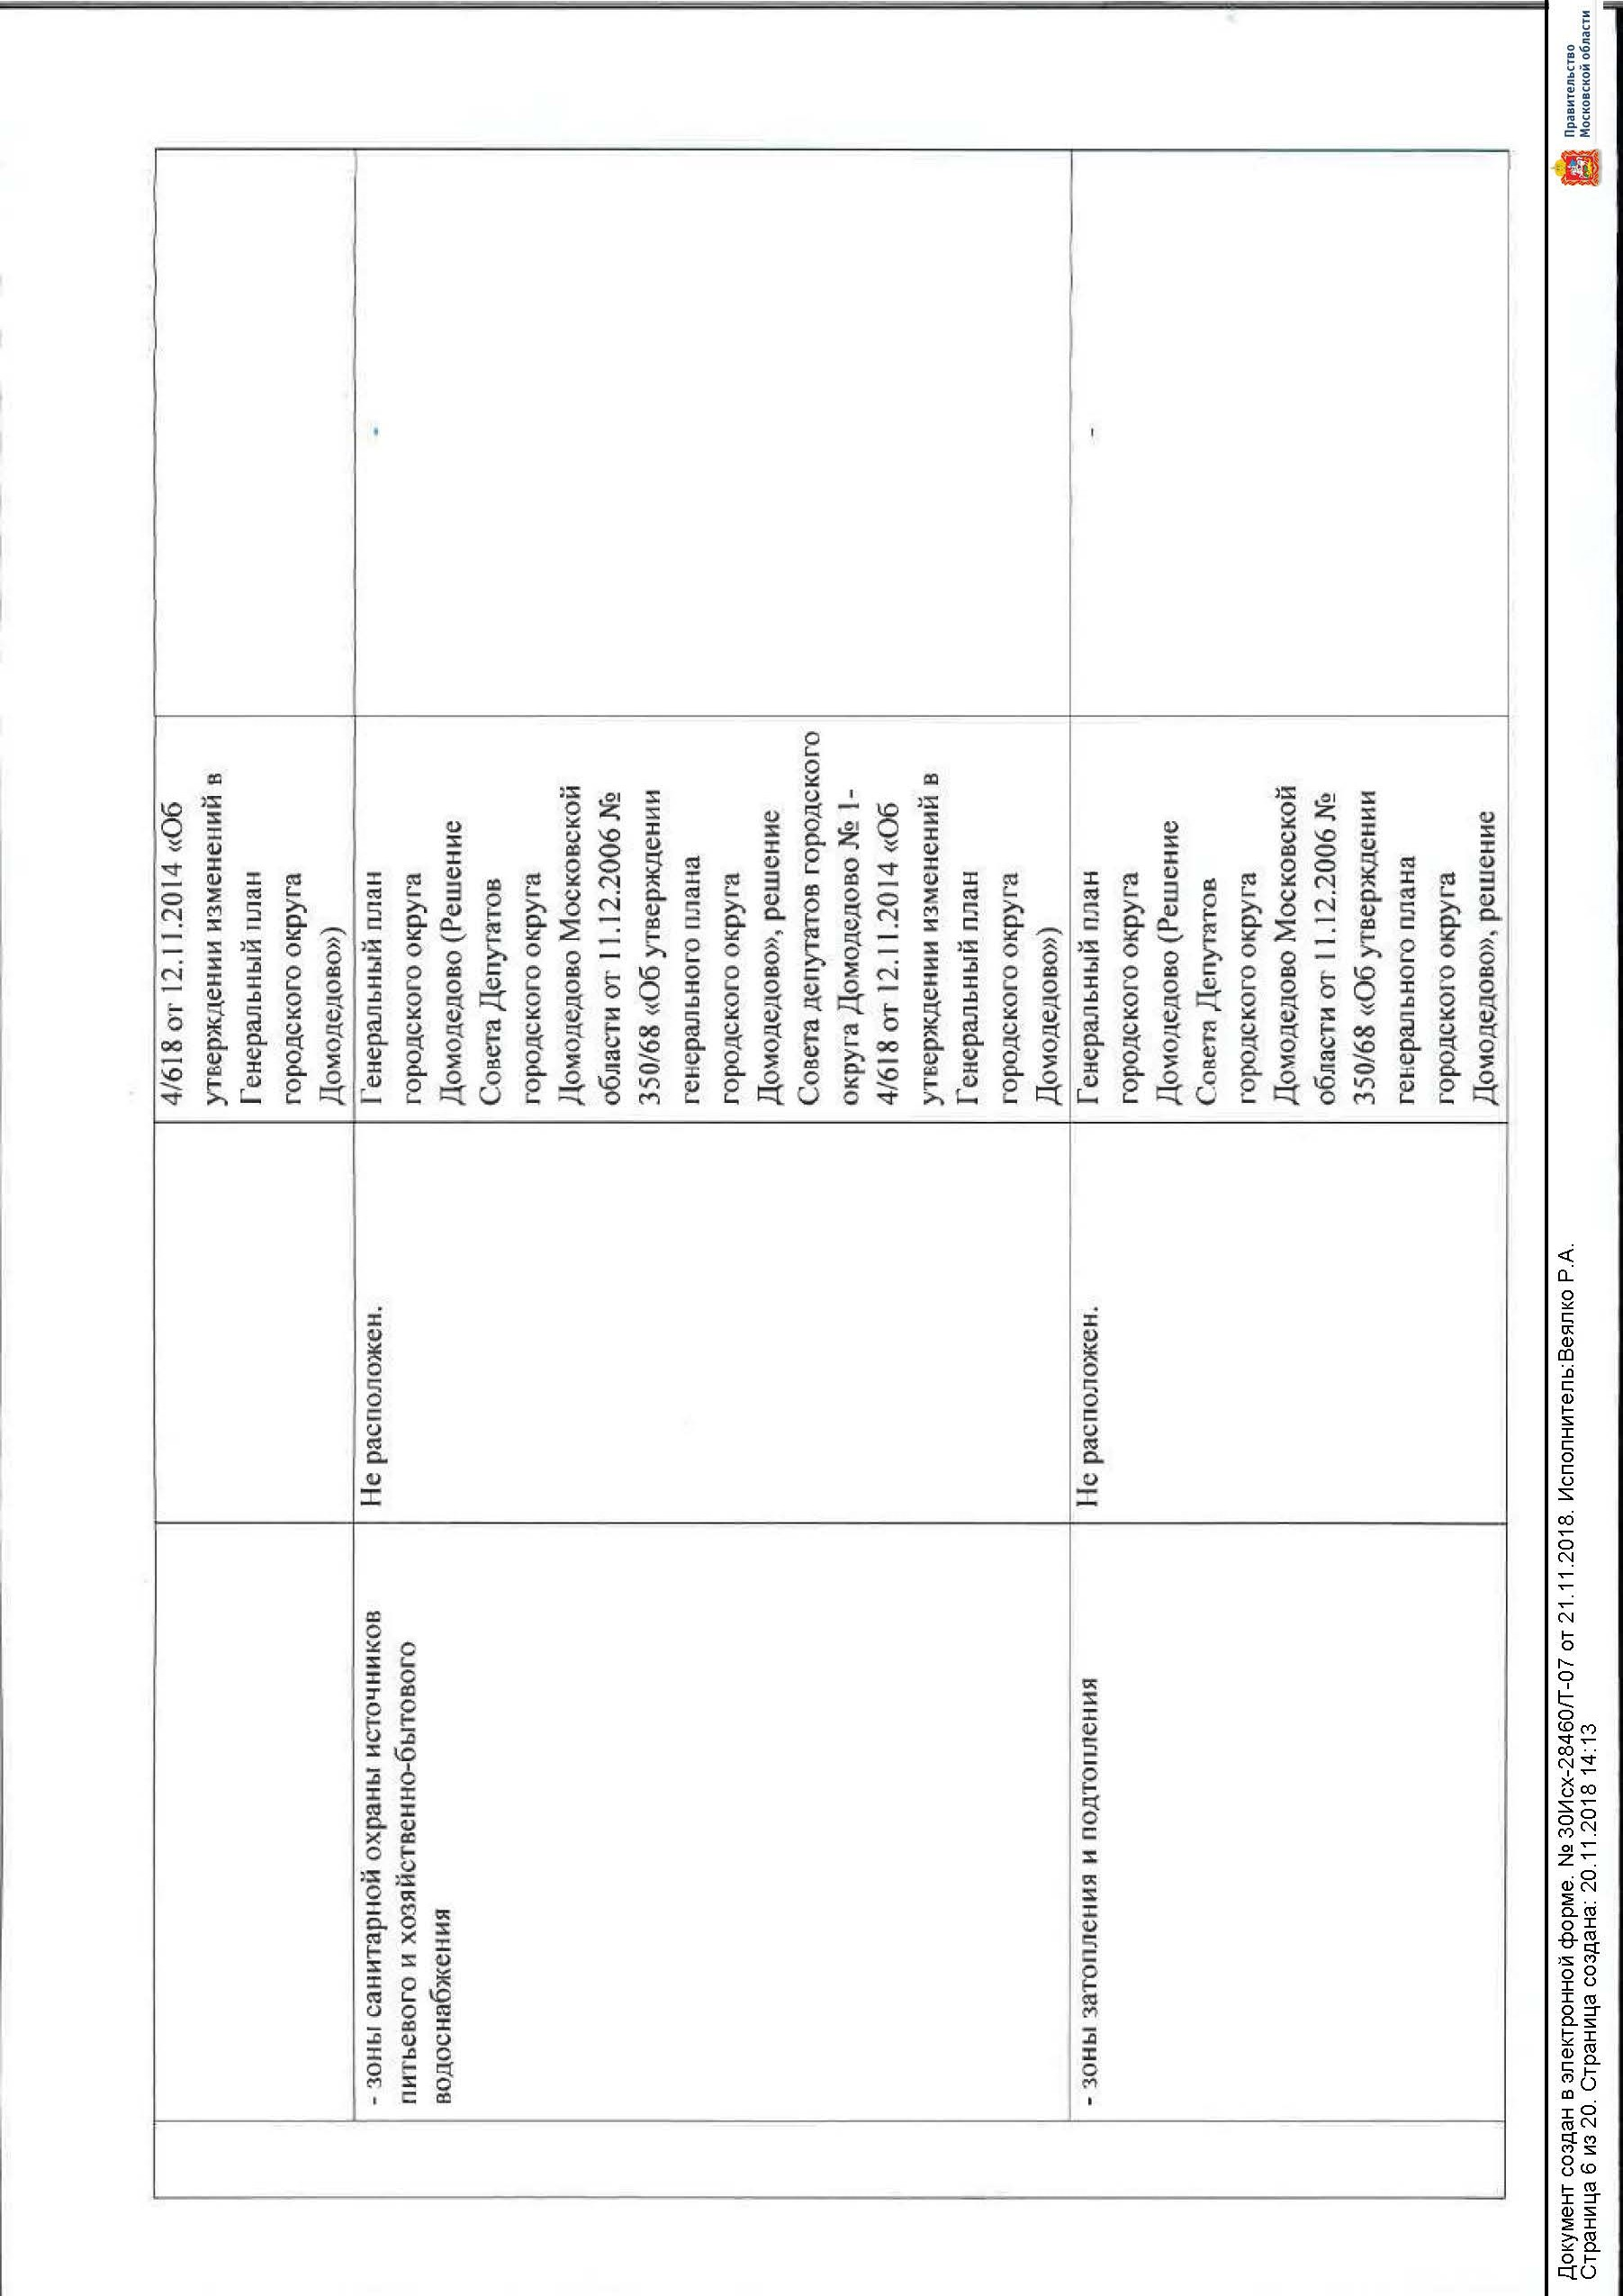 4/618 от 12.11.2014 «Об
утверждении изменений в
Генеральный план
городского округа
Домодедово»)
- зоны санитарной охраны источников
питьевого и хозяйственно-бытового
водоснабжения
Не расположен.
Генеральный план
городского округа
Домодедово (Решение
Совета Депутатов
городского округа
Домодедово Московской
области от 11.12.2006 №
350/68 «Об утверждении
генерального плана
городского округа
Домодедово», решение
Совета депутатов городского
округа Домодедово № 1-
4/618 от 12.11.2014 «Об
утверждении изменений в
Генеральный план
городского округа
Домодедово»)
-
- зоны затопления и подтопления
Не расположен.
Генеральный план
городского округа
Домодедово (Решение
Совета Депутатов
городского округа
Домодедово Московской
области от 11.12.2006 №
350/68 «Об утверждении
генерального плана
городского округа
Домодедово», решение
-
Документ создан в электронной форме. № 30Исх-28460/Т-07 от 21.11.2018. Исполнитель:Веялко Р.А.
Страница 6 из 20. Страница создана: 20.11.2018 14:13
Правительство
Московской области